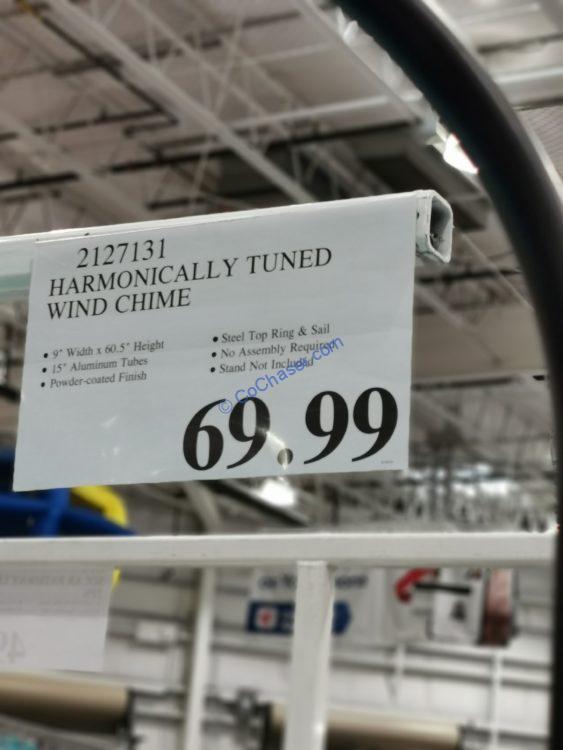 2127131
HARMONICALLY TUNED
WIND CHIME
• 9" Width x 60.5" Height
• 15" Aluminum Tubes
• Powder-coated Finish
• Steel Top Ring & Sail
• No Assembly Required
• Stand Not Included
© CoChaser.com
69.99